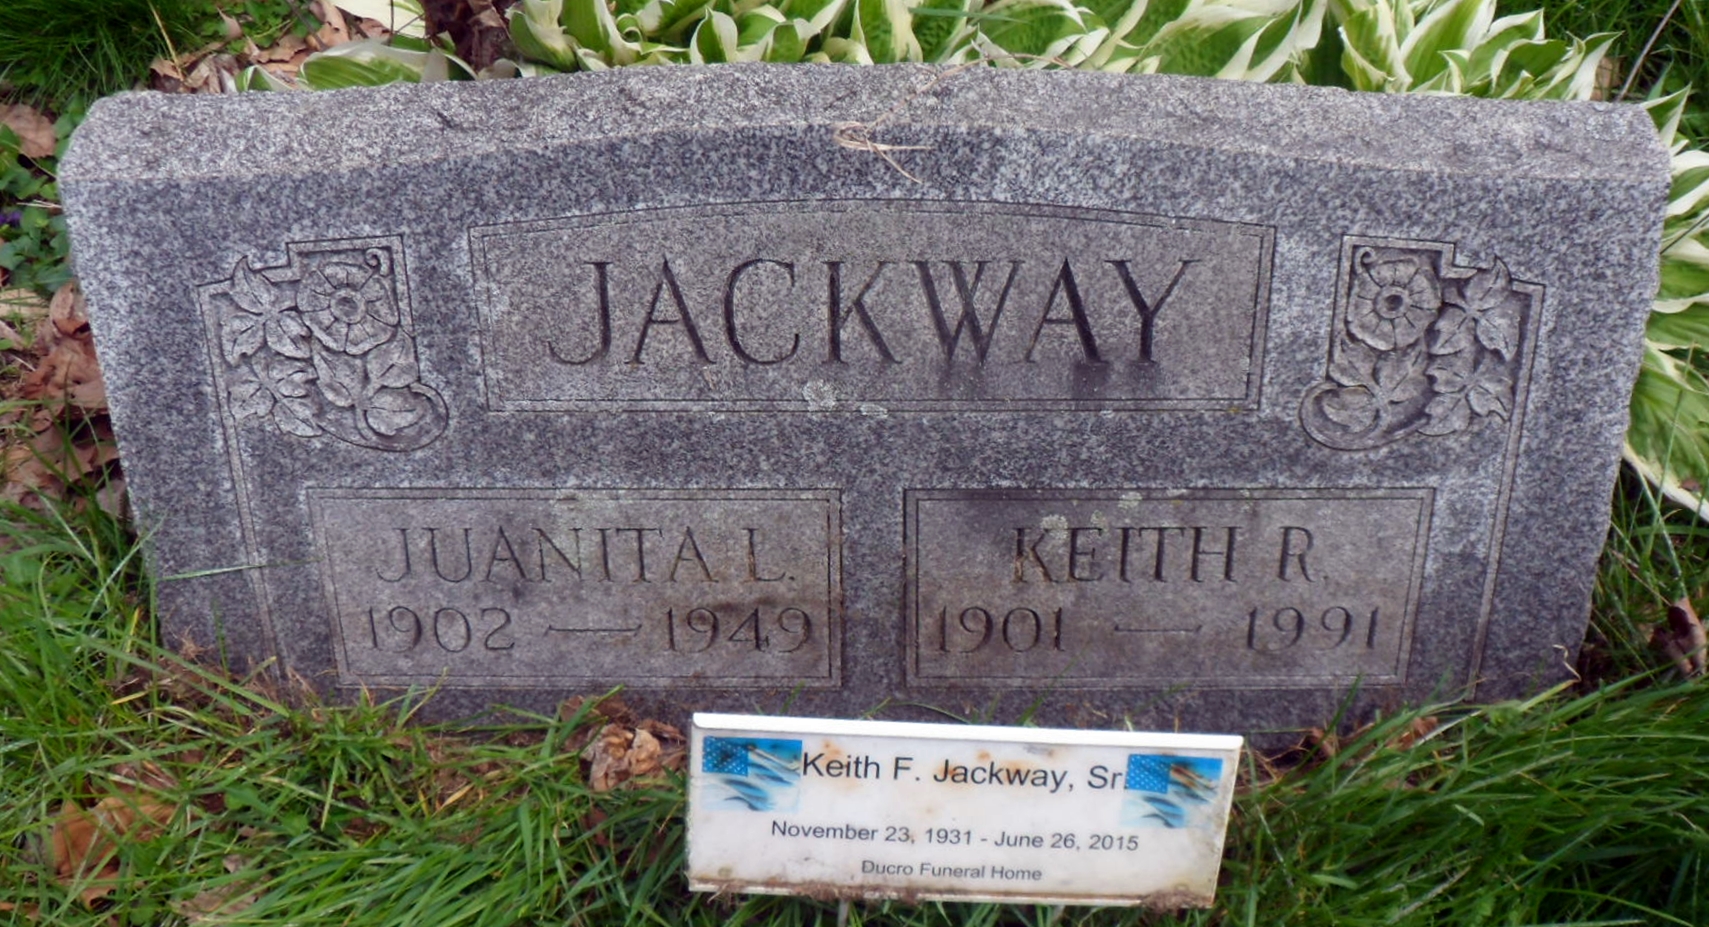 JACKWAY
JUANITA L.
1902 — 1949
KEITH R.
1901 — 1991
Keith F. Jackway, Sr.
November 23, 1931 - June 26, 2015
Ducro Funeral Home